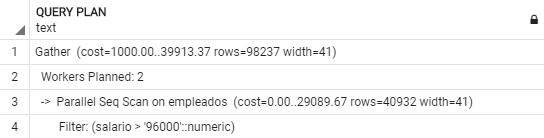 QUERY PLAN
text
1 Gather (cost=1000.00..39913.37 rows=98237 width=41)
2 Workers Planned: 2
3 -> Parallel Seq Scan on empleados (cost=0.00..29089.67 rows=40932 width=41)
4 Filter: (salario > '96000'::numeric)